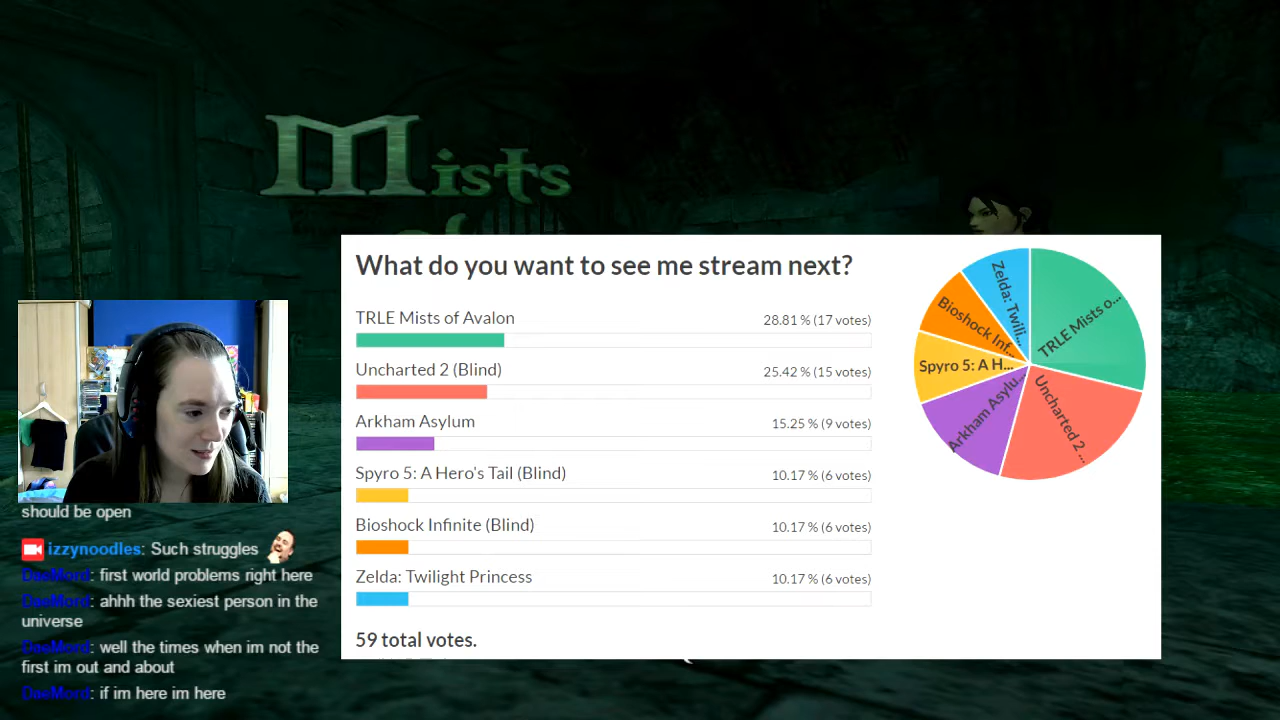 Mists
What do you want to see me stream next?
TRLE Mists of Avalon
28.81 % (17 votes)
Uncharted 2 (Blind)
25.42 % (15 votes)
Arkham Asylum
15.25 % (9 votes)
Spyro 5: A Hero's Tail (Blind)
10.17 % (6 votes)
Bioshock Infinite (Blind)
10.17 % (6 votes)
Zelda: Twilight Princess
10.17 % (6 votes)
59 total votes.
Zelda: Twili...
Bioshock Inf...
Spyro 5: A H...
Arkham Asylu...
Uncharted 2 ...
TRLE Mists o...
should be open
izzynoodles: Such struggles
DaeMord: first world problems right here
DaeMord: ahhh the sexiest person in the
universe
DaeMord: well the times when im not the
first im out and about
DaeMord: if im here im here